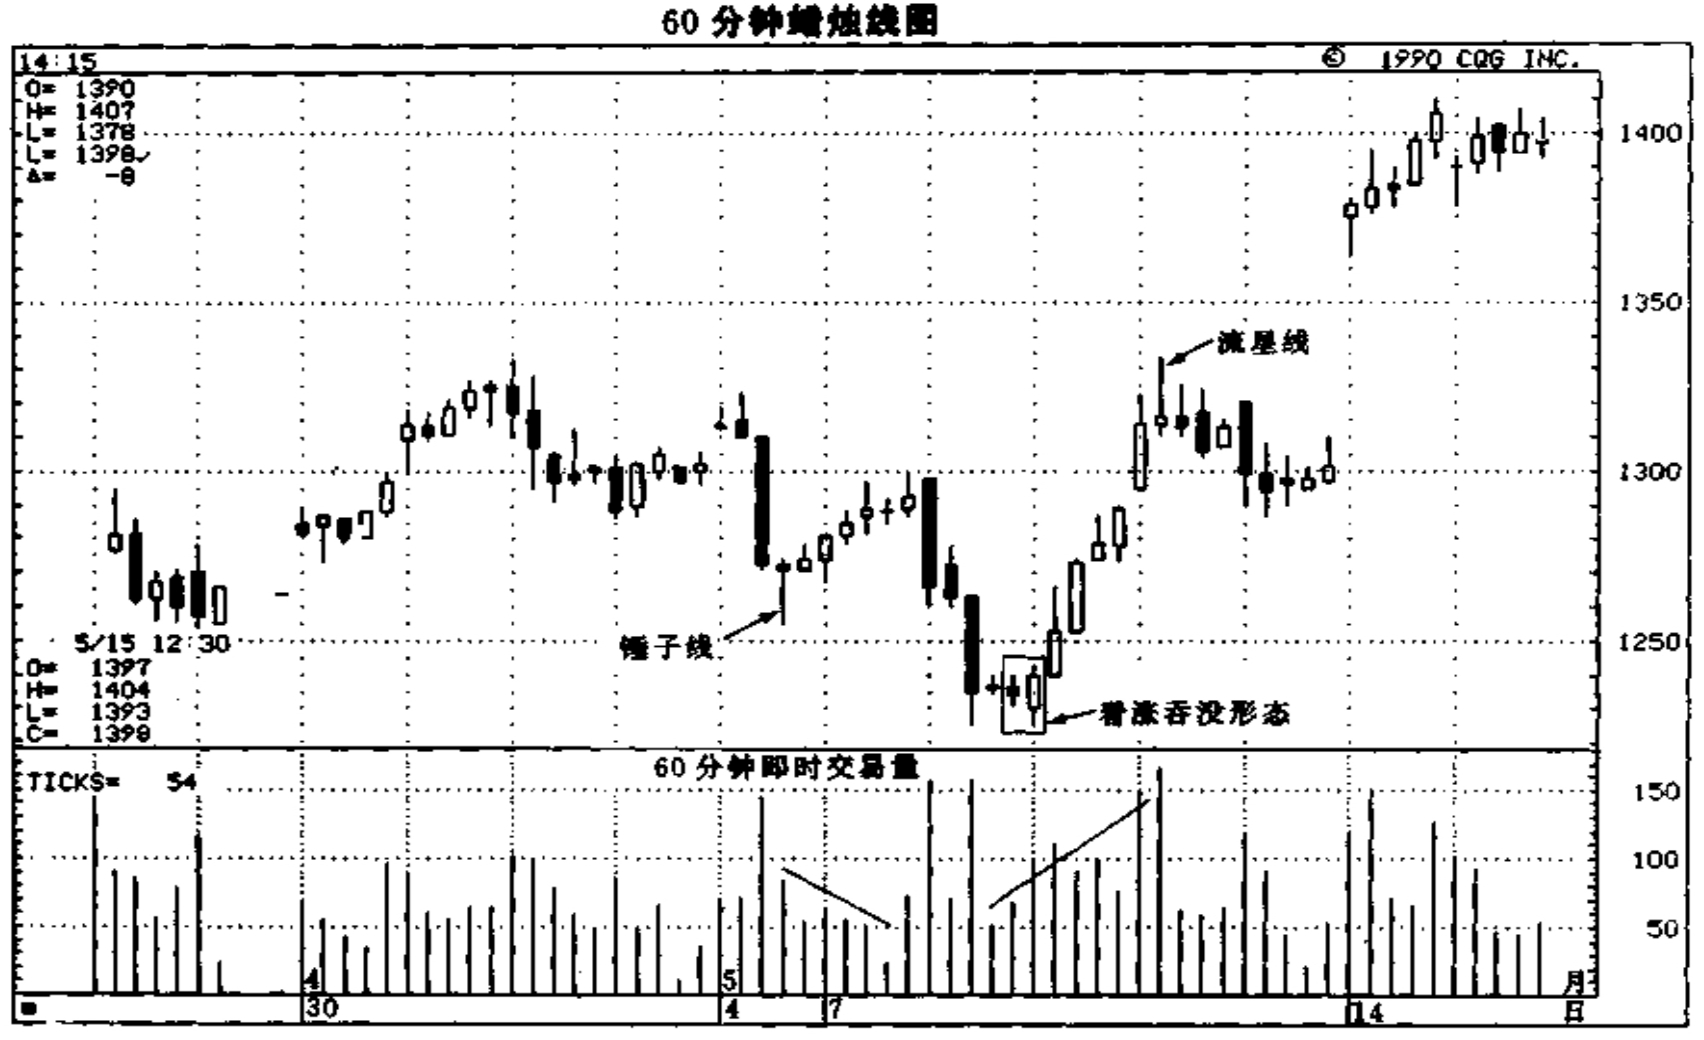 60 分钟蜡烛线图
14:15
© 1990 CQG INC.
O= 1390
H= 1407
L= 1378
L= 1398✓
Δ= -8
1400
1350
流星线
1300
1250
锤子线
5/15 12:30
O= 1397
H= 1404
L= 1393
C= 1398
看涨吞没形态
60 分钟即时交易量
TICKS= 54
150
100
50
4
5
月
30
4
7
14
日